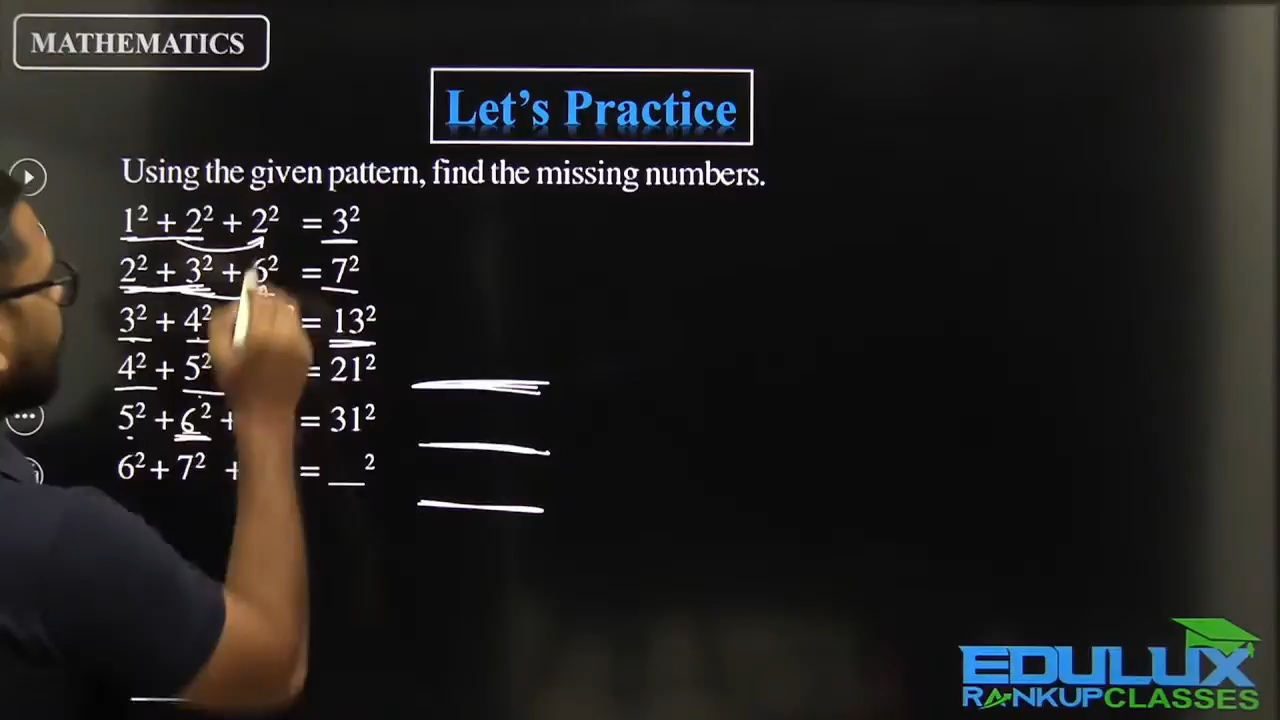 MATHEMATICS
Let's Practice
Using the given pattern, find the missing numbers.
1² + 2² + 2² = 3²
2² + 3² + 6² = 7²
3² + 4² = 13²
4² + 5² = 21²
5² + 6² + = 31²
6² + 7² + = __²
EDULUX
RANKUPCLASSES